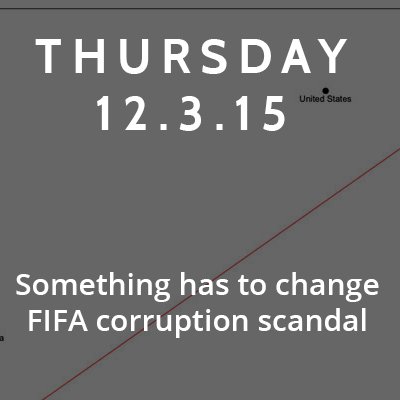 THURSDAY
12.3.15
United States
Something has to change
FIFA corruption scandal
a